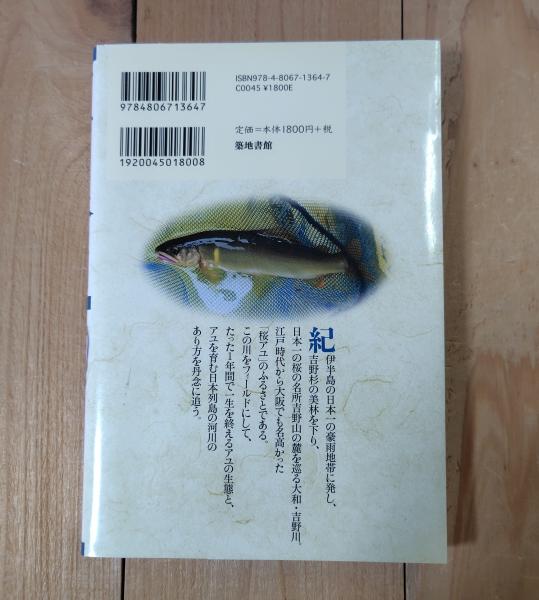 ISBN978-4-8067-1364-7
C0045 ¥1800E
9784806713647
定価=本体1800円+税
築地書館
1920045018008
紀伊半島の日本一の豪雨地帯に発し、
吉野杉の美林を下り、
日本一の桜の名所吉野山の麓を巡る大和・吉野川。
江戸時代から大阪でも名高かった
「桜アユ」のふるさとである。
この川をフィールドにして、
たった1年間で一生を終えるアユの生態と、
アユを育む日本列島の河川の
あり方を丹念に追う。